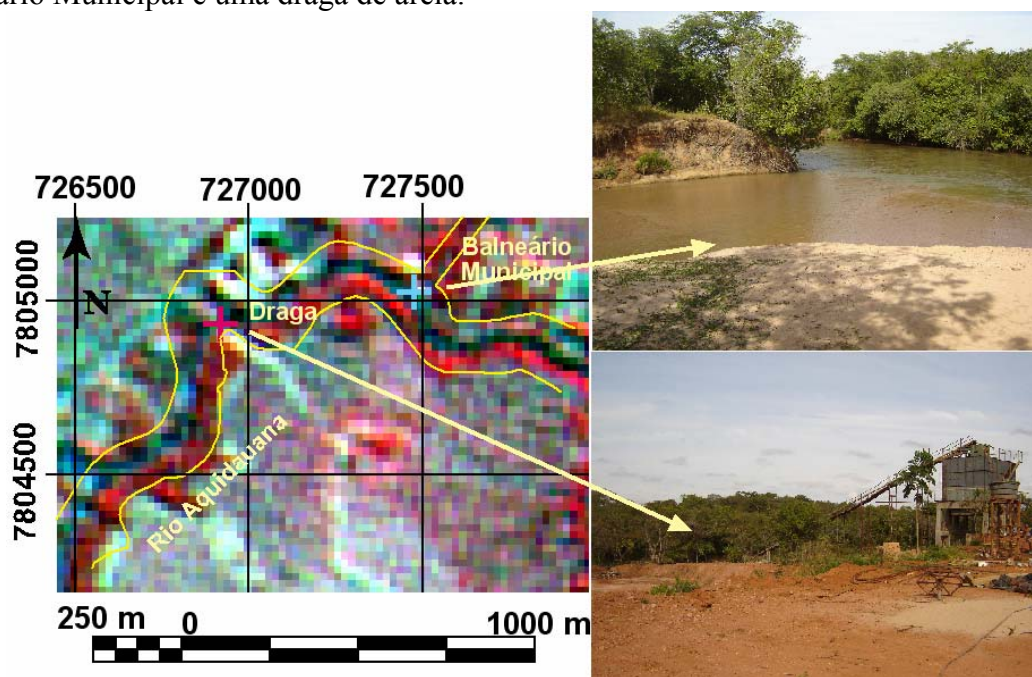 ário Municipal e uma draga de areia.
726500 727000 727500
7805000
7804500
N
Balneário
Municipal
Draga
Rio Aquidauana
250 m 0 1000 m